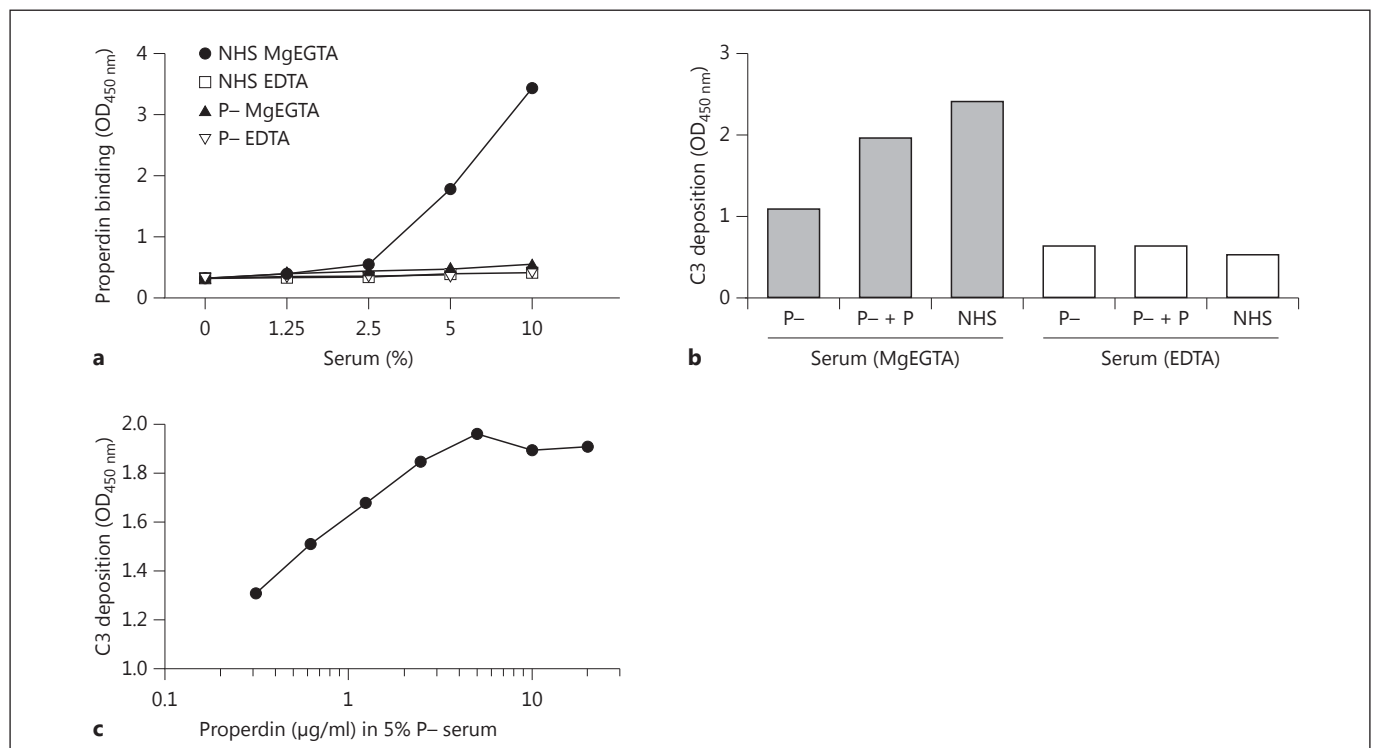 Properdin binding (OD450 nm)
4
3
2
1
0
NHS MgEGTA
NHS EDTA
P– MgEGTA
P– EDTA
0 1.25 2.5 5 10
Serum (%)
a
C3 deposition (OD450 nm)
3
2
1
0
P– P– + P NHS P– P– + P NHS
Serum (MgEGTA) Serum (EDTA)
b
C3 deposition (OD450 nm)
2.0
1.8
1.6
1.4
1.2
1.0
0.1 1 10
Properdin (μg/ml) in 5% P– serum
c